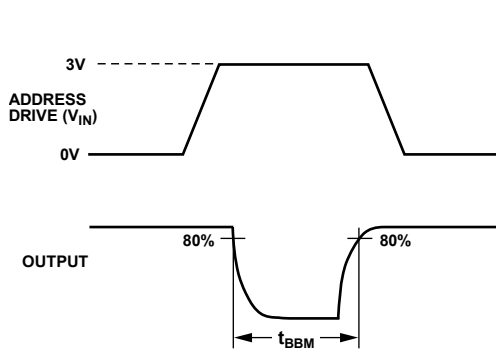 3V
ADDRESS
DRIVE (VIN)
0V
80%
80%
OUTPUT
tBBM